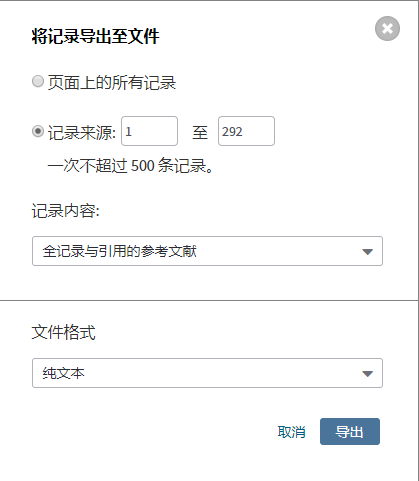 将记录导出至文件
页面上的所有记录
记录来源: 1 至 292
一次不超过 500 条记录。
记录内容:
全记录与引用的参考文献
文件格式
纯文本
取消 导出